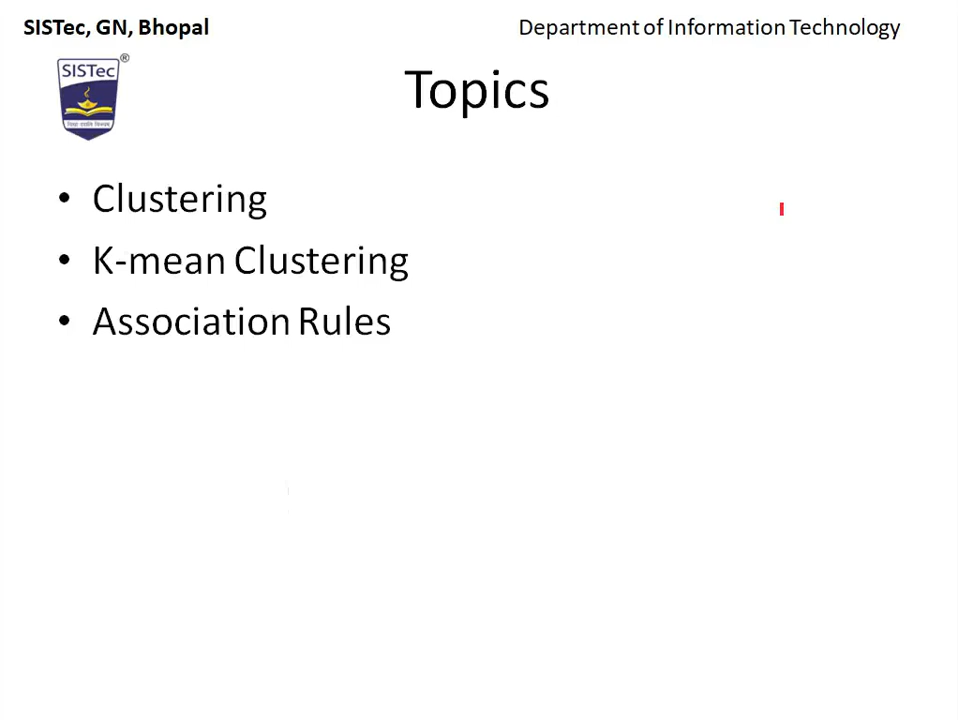 SISTec, GN, Bhopal
Department of Information Technology
SISTec®
Topics
• Clustering
• K-mean Clustering
• Association Rules